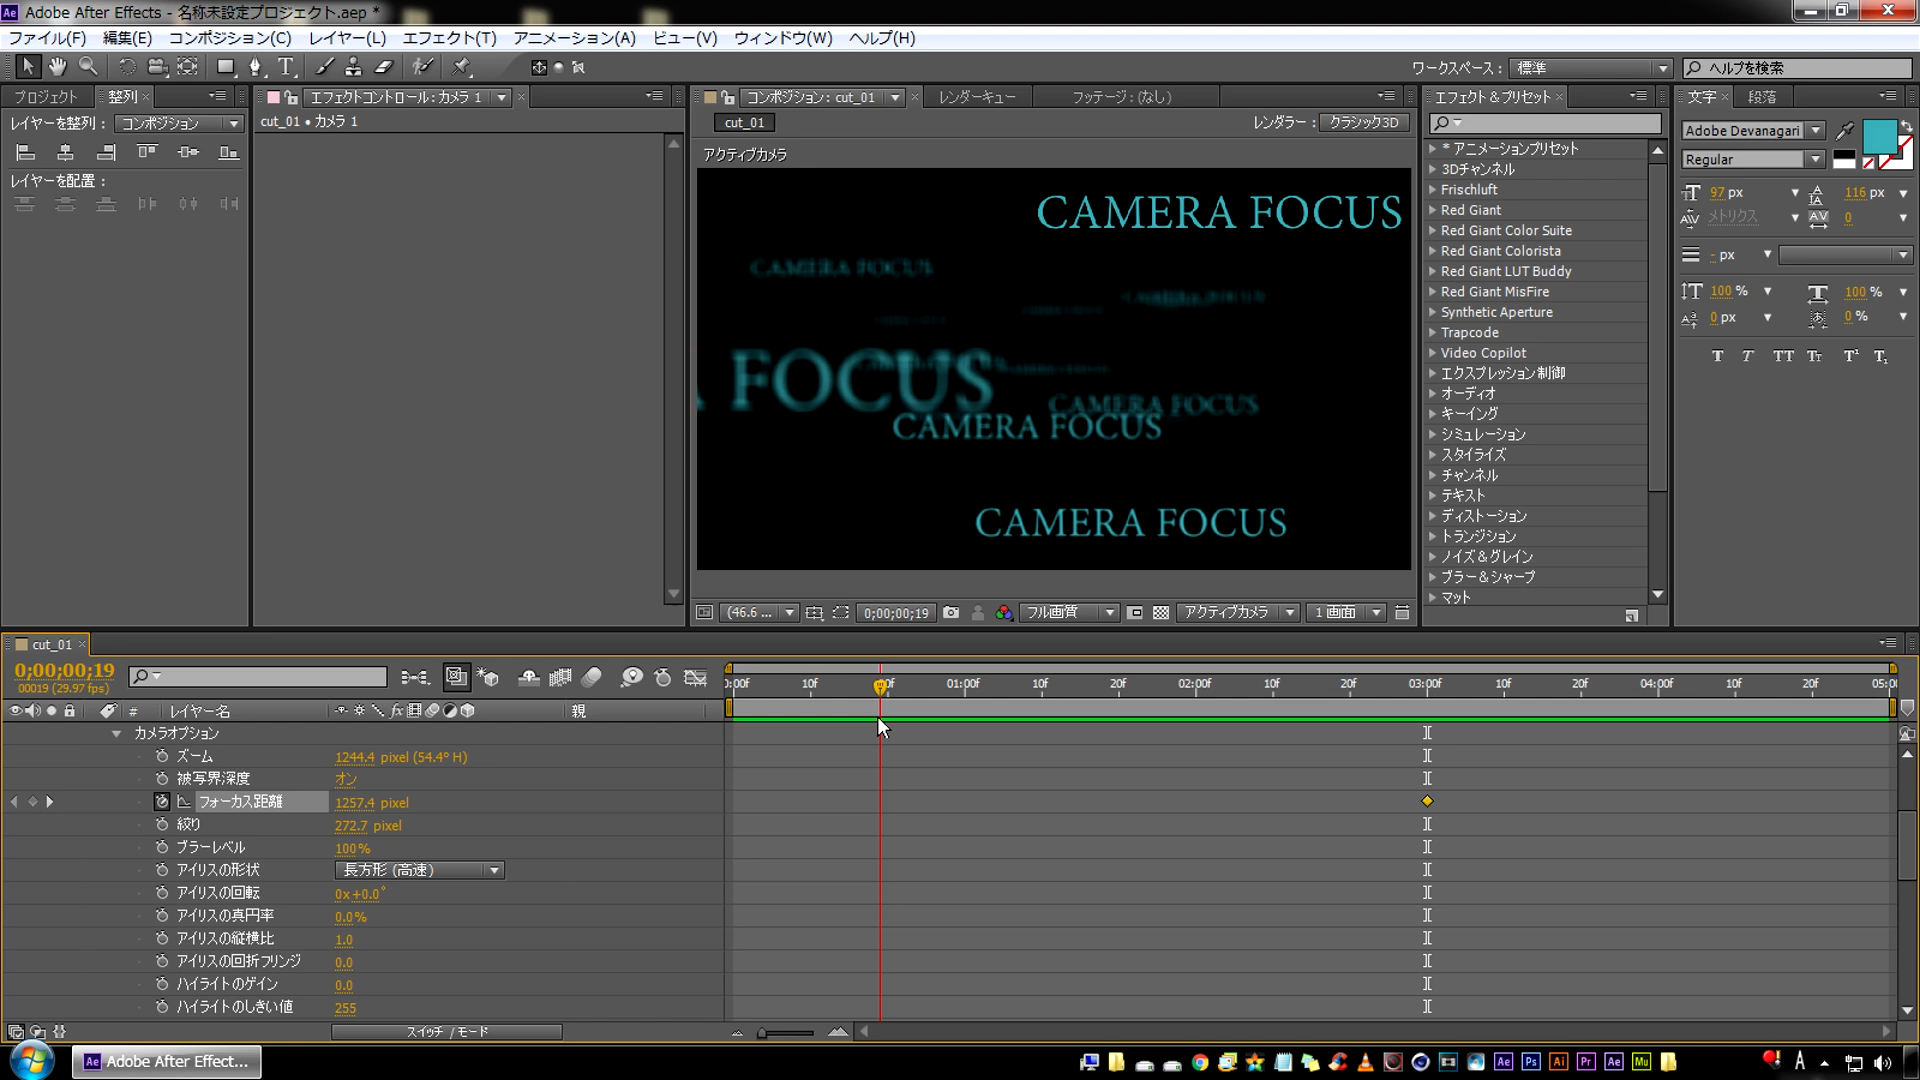 Ae Adobe After Effects - 名称未設定プロジェクト.aep *
ファイル(F) 編集(E) コンポジション(C) レイヤー(L) エフェクト(T) アニメーション(A) ビュー(V) ウィンドウ(W) ヘルプ(H)
ワークスペース : 標準 ヘルプを検索
プロジェクト 整列 × エフェクトコントロール : カメラ 1 × コンポジション : cut_01 × レンダーキュー フッテージ : (なし) エフェクト&プリセット × 文字 × 段落
レイヤーを整列 : コンポジション
cut_01 • カメラ 1
cut_01 レンダラー : クラシック3D
レイヤーを配置 :
アクティブカメラ
CAMERA FOCUS
CAMERA FOCUS
FOCUS
CAMERA FOCUS
CAMERA FOCUS
CAMERA FOCUS
(46.6 ... 0;00;00;19 フル画質 アクティブカメラ 1 画面
* アニメーションプリセット
3Dチャンネル
Frischluft
Red Giant
Red Giant Color Suite
Red Giant Colorista
Red Giant LUT Buddy
Red Giant MisFire
Synthetic Aperture
Trapcode
Video Copilot
エクスプレッション制御
オーディオ
キーイング
シミュレーション
スタイライズ
チャンネル
テキスト
ディストーション
トランジション
ノイズ&グレイン
ブラー&シャープ
マット
Adobe Devanagari
Regular
97 px 116 px
メトリクス 0
- px
100 % 100 %
0 px 0 %
T T TT Tт T¹ T₁
cut_01 ×
0;00;00;19
00019 (29.97 fps)
):00f 10f 20f 01:00f 10f 20f 02:00f 10f 20f 03:00f 10f 20f 04:00f 10f 20f 05:0(
# レイヤー名 fx 親
カメラオプション
ズーム 1244.4 pixel (54.4° H)
被写界深度 オン
フォーカス距離 1257.4 pixel
絞り 272.7 pixel
ブラーレベル 100%
アイリスの形状 長方形 (高速)
アイリスの回転 0x+0.0°
アイリスの真円率 0.0%
アイリスの縦横比 1.0
アイリスの回折フリンジ 0.0
ハイライトのゲイン 0.0
ハイライトのしきい値 255
スイッチ / モード
Ae Adobe After Effect... Ae Ps Ai Pr Ae Mu A